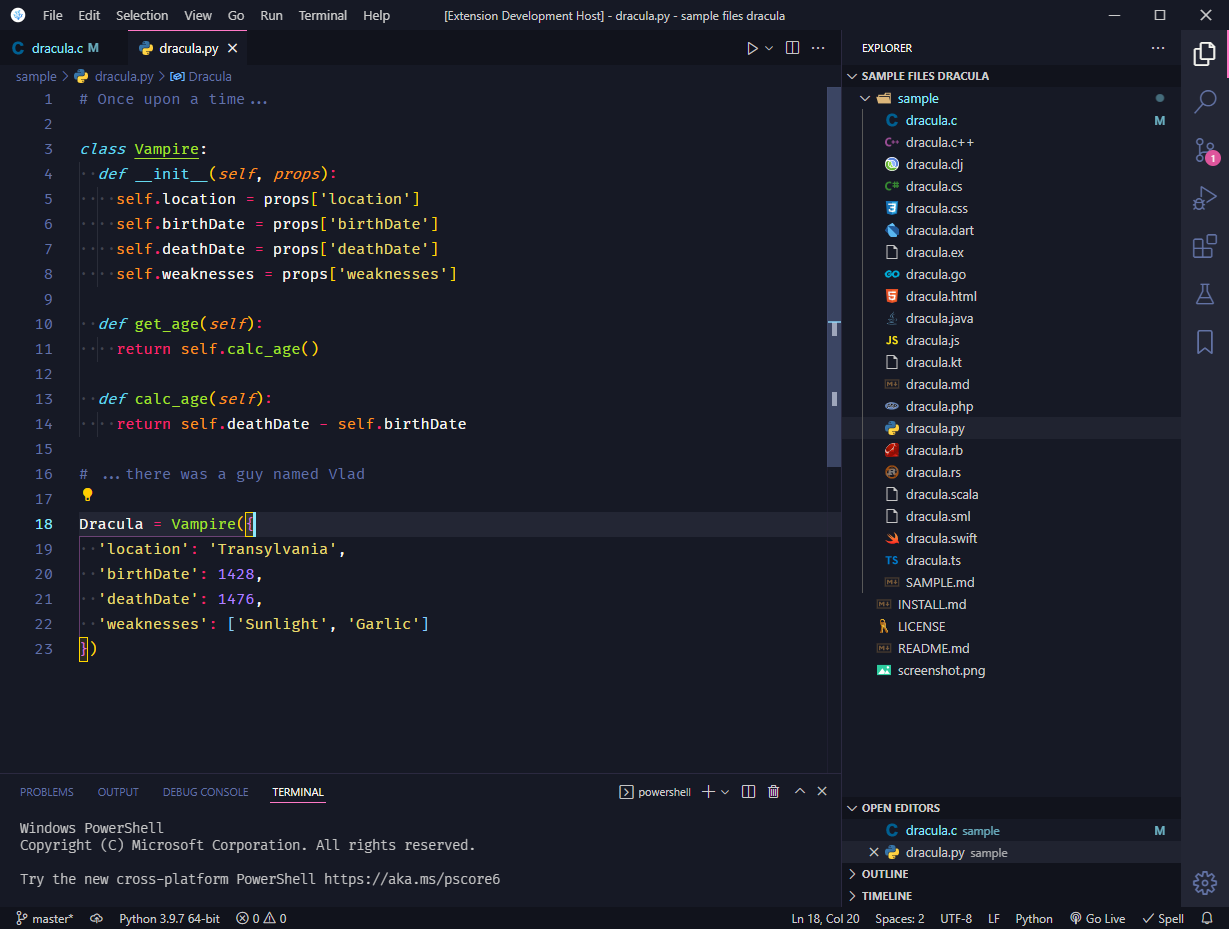 File Edit Selection View Go Run Terminal Help [Extension Development Host] - dracula.py - sample files dracula
dracula.c M dracula.py
sample > dracula.py > Dracula
1 # Once upon a time...
2
3 class Vampire:
4 def __init__(self, props):
5 self.location = props['location']
6 self.birthDate = props['birthDate']
7 self.deathDate = props['deathDate']
8 self.weaknesses = props['weaknesses']
9
10 def get_age(self):
11 return self.calc_age()
12
13 def calc_age(self):
14 return self.deathDate - self.birthDate
15
16 # ...there was a guy named Vlad
17
18 Dracula = Vampire({
19 'location': 'Transylvania',
20 'birthDate': 1428,
21 'deathDate': 1476,
22 'weaknesses': ['Sunlight', 'Garlic']
23 })
PROBLEMS OUTPUT DEBUG CONSOLE TERMINAL powershell
Windows PowerShell
Copyright (C) Microsoft Corporation. All rights reserved.
Try the new cross-platform PowerShell https://aka.ms/pscore6
EXPLORER
SAMPLE FILES DRACULA
sample
dracula.c M
dracula.c++
dracula.clj
dracula.cs
dracula.css
dracula.dart
dracula.ex
dracula.go
dracula.html
dracula.java
JS dracula.js
dracula.kt
dracula.md
dracula.php
dracula.py
dracula.rb
dracula.rs
dracula.scala
dracula.sml
dracula.swift
TS dracula.ts
SAMPLE.md
INSTALL.md
LICENSE
README.md
screenshot.png
OPEN EDITORS
dracula.c sample M
dracula.py sample
OUTLINE
TIMELINE
1
master* Python 3.9.7 64-bit 0 0 Ln 18, Col 20 Spaces: 2 UTF-8 LF Python Go Live Spell